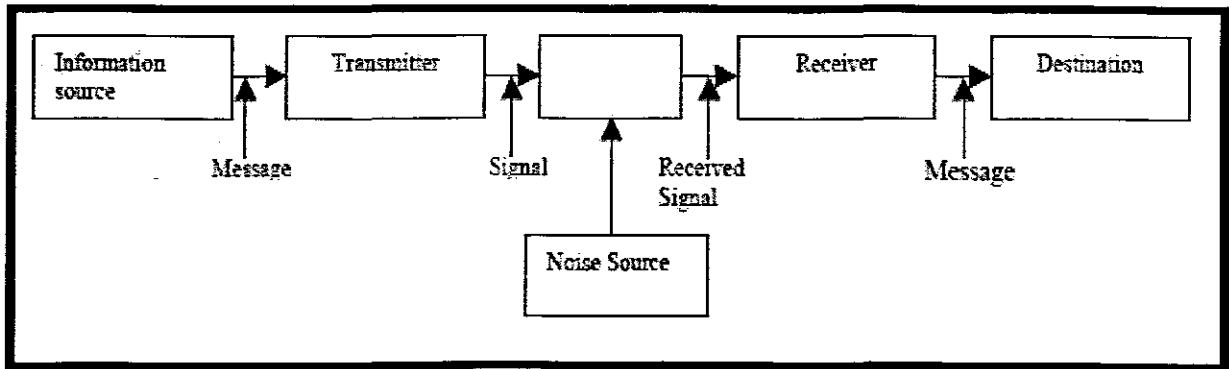 Information
source
Transmitter
Receiver
Destination
Message
Signal
Received
Signal
Message
Noise Source